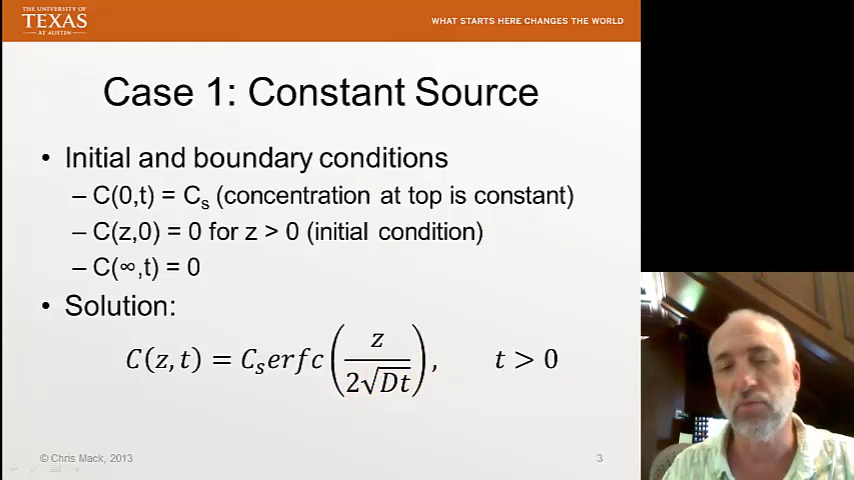 THE UNIVERSITY OF
TEXAS
AT AUSTIN
WHAT STARTS HERE CHANGES THE WORLD
Case 1: Constant Source
• Initial and boundary conditions
– C(0,t) = Cₛ (concentration at top is constant)
– C(z,0) = 0 for z > 0 (initial condition)
– C(∞,t) = 0
• Solution:
C(z, t) = Cₛerfc(z / 2√Dt), t > 0
© Chris Mack, 2013
3